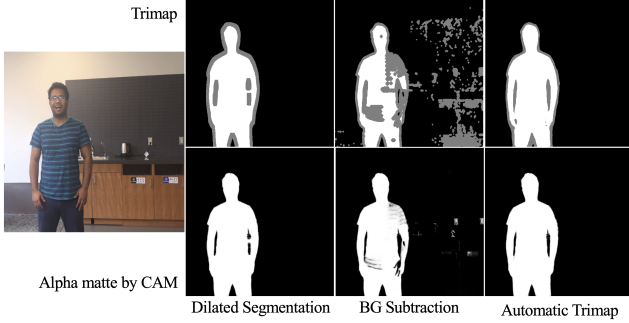 Trimap
Alpha matte by CAM
Dilated Segmentation
BG Subtraction
Automatic Trimap